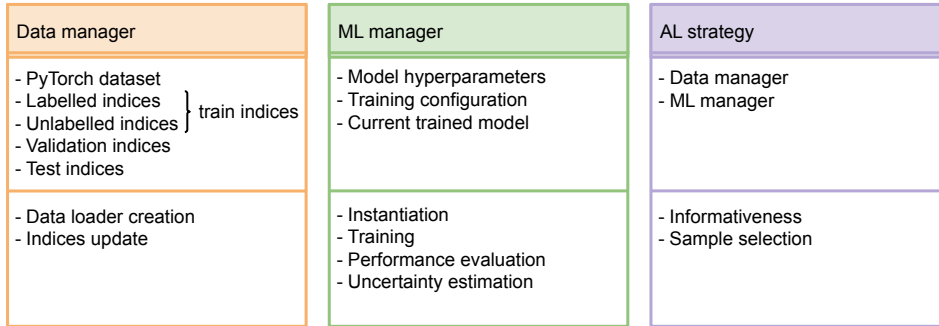 Data manager
- PyTorch dataset
- Labelled indices
- Unlabelled indices
train indices
- Validation indices
- Test indices
- Data loader creation
- Indices update
ML manager
- Model hyperparameters
- Training configuration
- Current trained model
- Instantiation
- Training
- Performance evaluation
- Uncertainty estimation
AL strategy
- Data manager
- ML manager
- Informativeness
- Sample selection